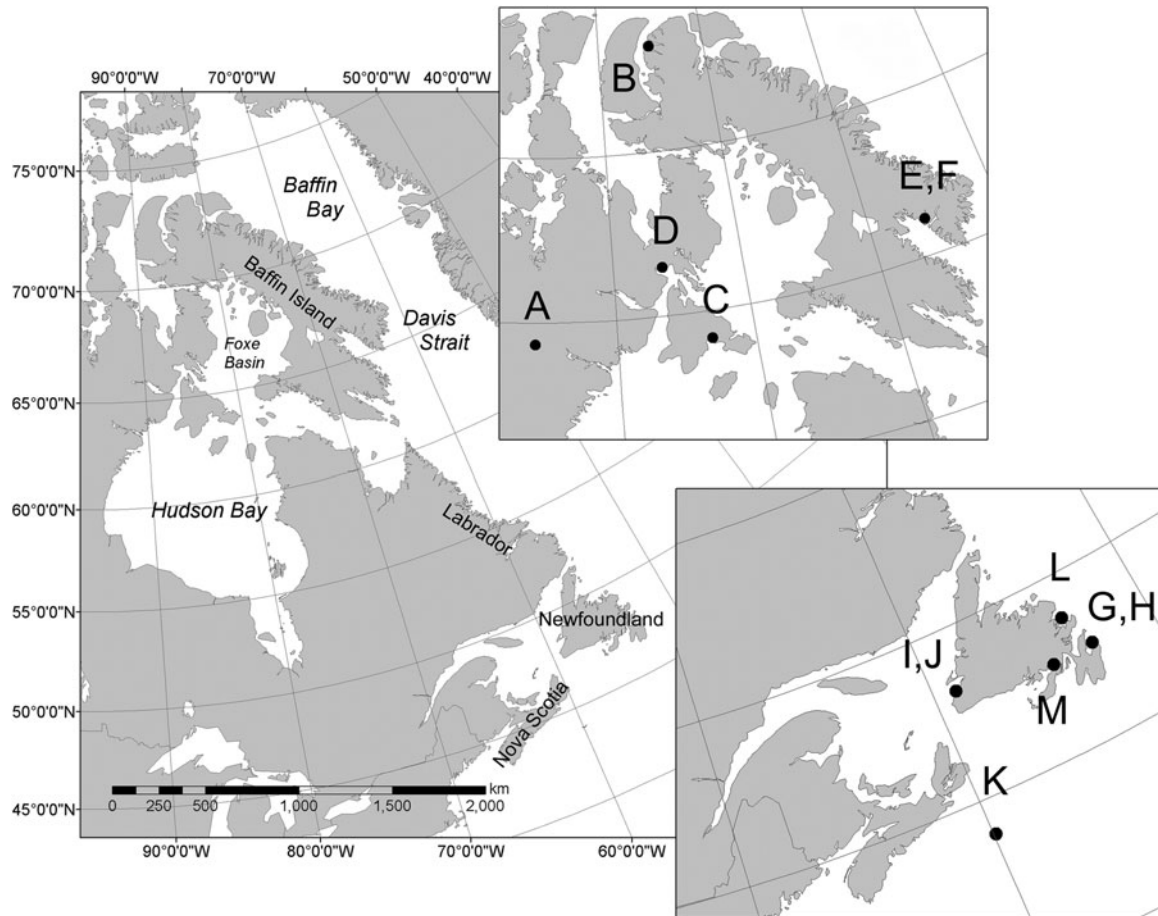 90°0'0"W
70°0'0"W
50°0'0"W
40°0'0"W
75°0'0"N
70°0'0"N
65°0'0"N
60°0'0"N
55°0'0"N
50°0'0"N
45°0'0"N
Baffin
Bay
Baffin Island
Davis
Strait
Foxe
Basin
Hudson Bay
Labrador
Newfoundland
Nova Scotia
0
250
500
1,000
1,500
2,000
km
90°0'0"W
80°0'0"W
70°0'0"W
60°0'0"W
B
E,F
D
A
C
L
G,H
I,J
M
K